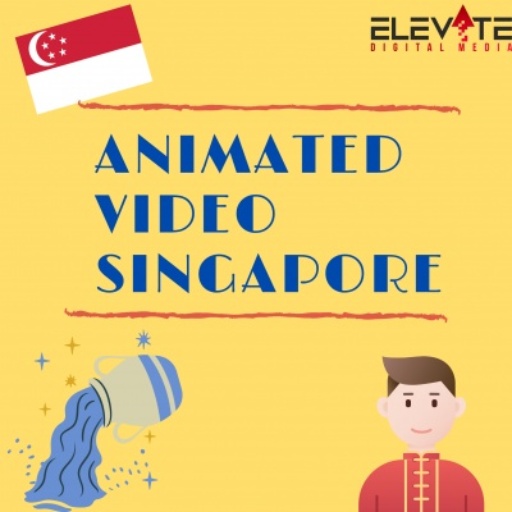 ELEVATE
DIGITAL MEDIA
ANIMATED
VIDEO
SINGAPORE